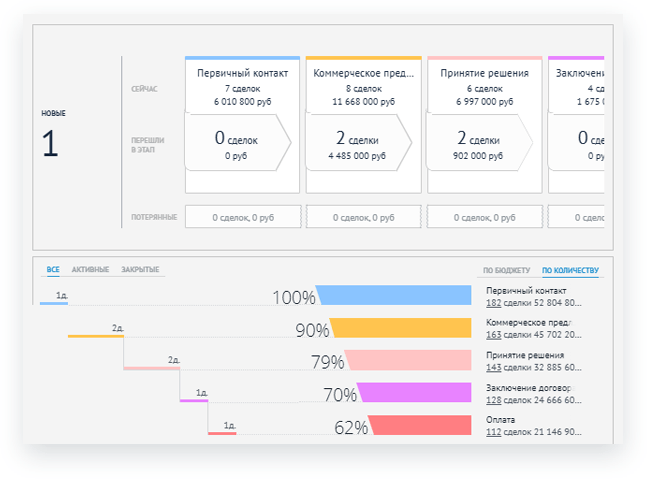 СЕЙЧАС
Первичный контакт
7 сделок
6 010 800 руб
Коммерческое пред...
8 сделок
11 668 000 руб
Принятие решения
6 сделок
6 997 000 руб
Заключени
4 сд
1 675
НОВЫЕ
1
ПЕРЕШЛИ
В ЭТАП
0 сделок
0 руб
2 сделки
4 485 000 руб
2 сделки
902 000 руб
0 сде
0 ру
ПОТЕРЯННЫЕ
0 сделок, 0 руб
0 сделок, 0 руб
0 сделок, 0 руб
0 сделок
ВСЕ АКТИВНЫЕ ЗАКРЫТЫЕ
ПО БЮДЖЕТУ ПО КОЛИЧЕСТВУ
1д.
100%
Первичный контакт
182 сделки 52 804 80...
2д.
90%
Коммерческое пред
163 сделки 45 702 20...
2д.
79%
Принятие решения
143 сделки 32 885 60...
1д.
70%
Заключение договор
128 сделок 24 666 60...
1д.
62%
Оплата
112 сделок 21 146 90...